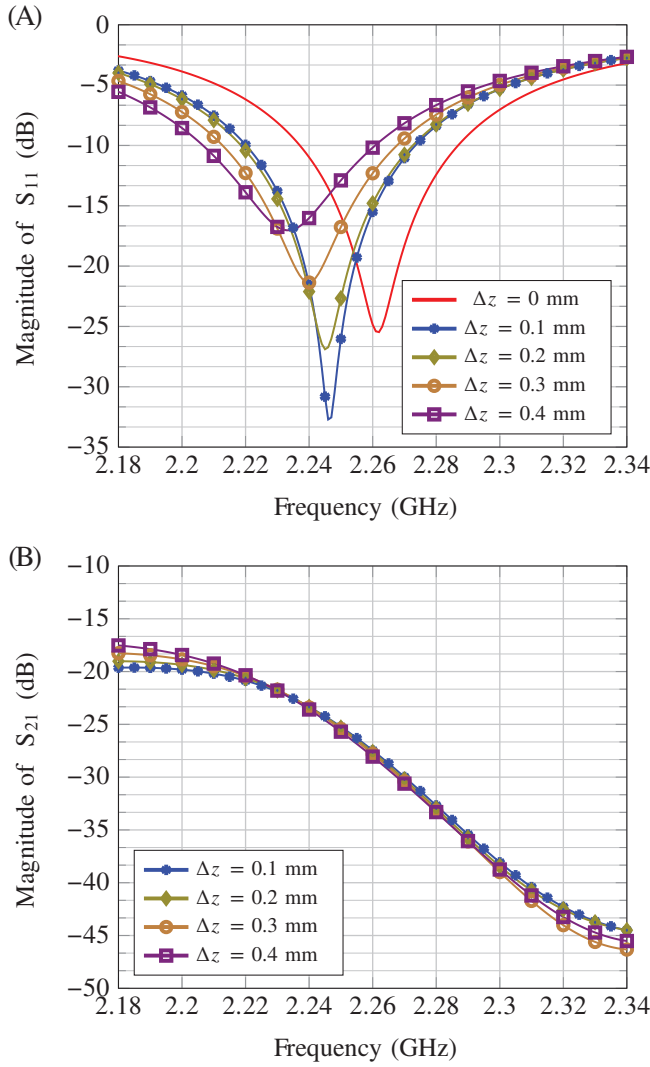 (A)
0
−5
−10
−15
−20
−25
−30
−35
Magnitude of S11 (dB)
Δz = 0 mm
Δz = 0.1 mm
Δz = 0.2 mm
Δz = 0.3 mm
Δz = 0.4 mm
2.18 2.2 2.22 2.24 2.26 2.28 2.3 2.32 2.34
Frequency (GHz)
(B)
−10
−15
−20
−25
−30
−35
−40
−45
−50
Magnitude of S21 (dB)
Δz = 0.1 mm
Δz = 0.2 mm
Δz = 0.3 mm
Δz = 0.4 mm
2.18 2.2 2.22 2.24 2.26 2.28 2.3 2.32 2.34
Frequency (GHz)